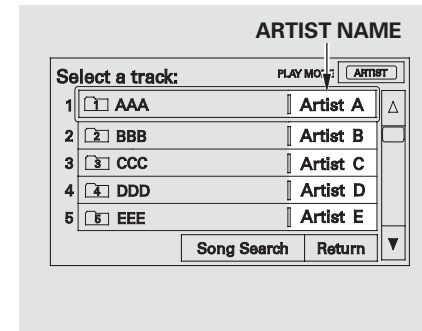 ARTIST NAME
Select a track: PLAY MODE: ARTIST
1 1 AAA Artist A
2 2 BBB Artist B
3 3 CCC Artist C
4 4 DDD Artist D
5 5 EEE Artist E
Song Search Return